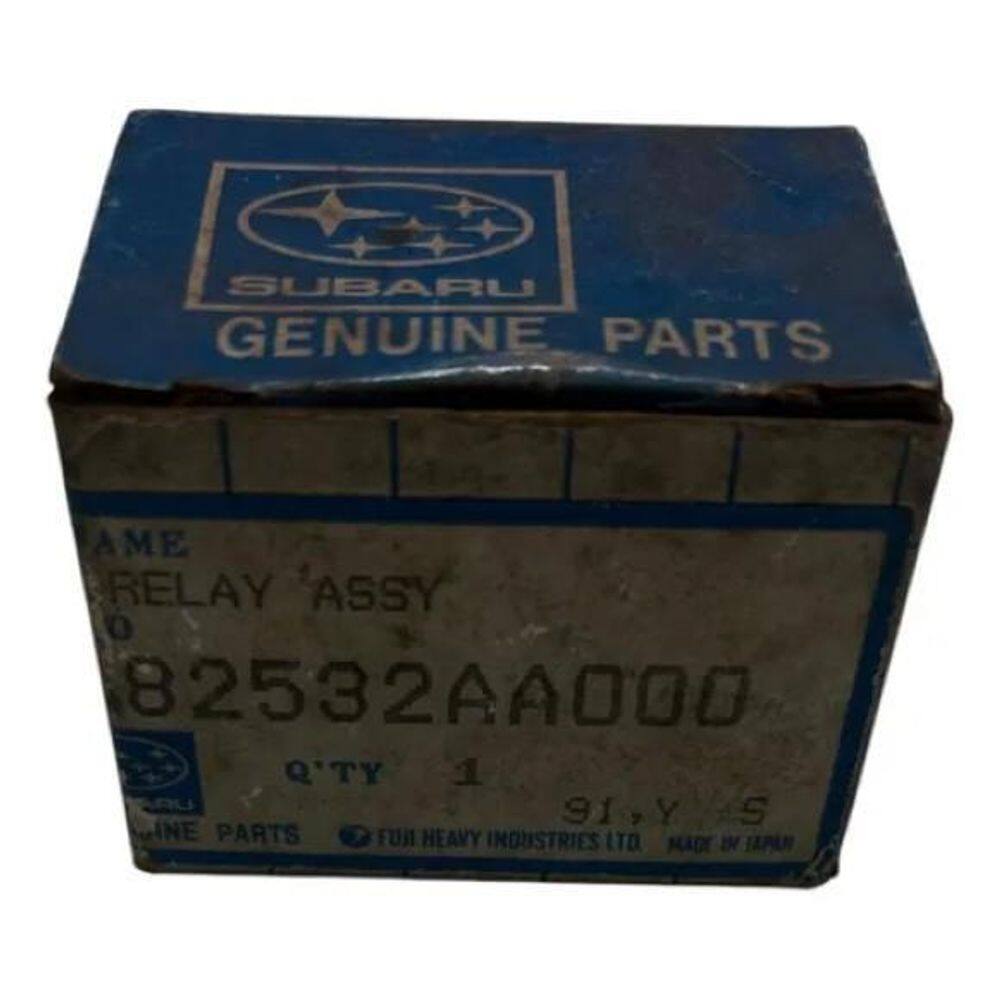 SUBARU
GENUINE PARTS
AME
RELAY ASSY
O
82532AA000
Q'TY 1
91,Y S
BARU
INE PARTS FUJI HEAVY INDUSTRIES LTD. MADE IN JAPAN